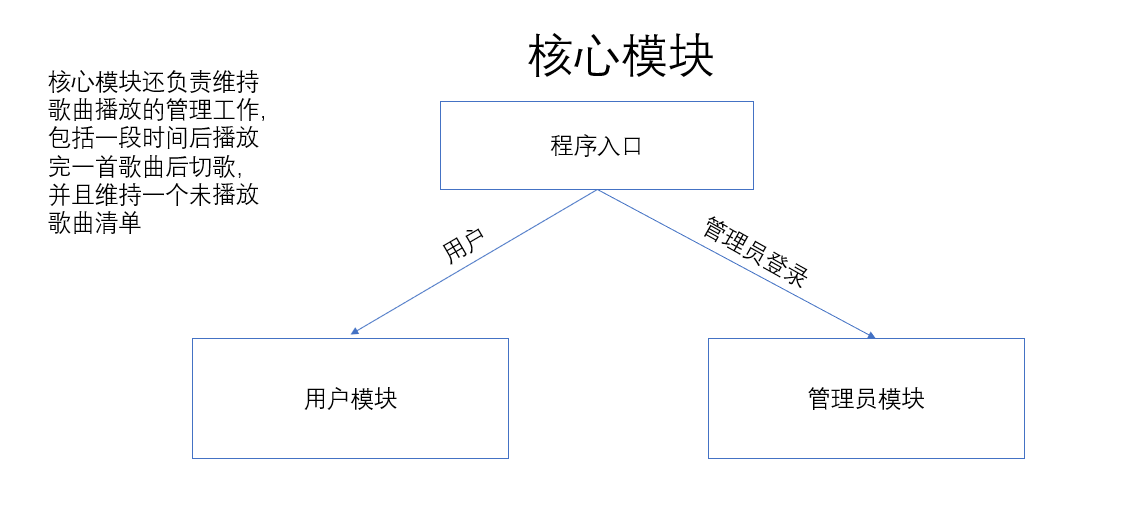 核心模块
核心模块还负责维持
歌曲播放的管理工作,
包括一段时间后播放
完一首歌曲后切歌,
并且维持一个未播放
歌曲清单
程序入口
用户
管理员登录
用户模块
管理员模块